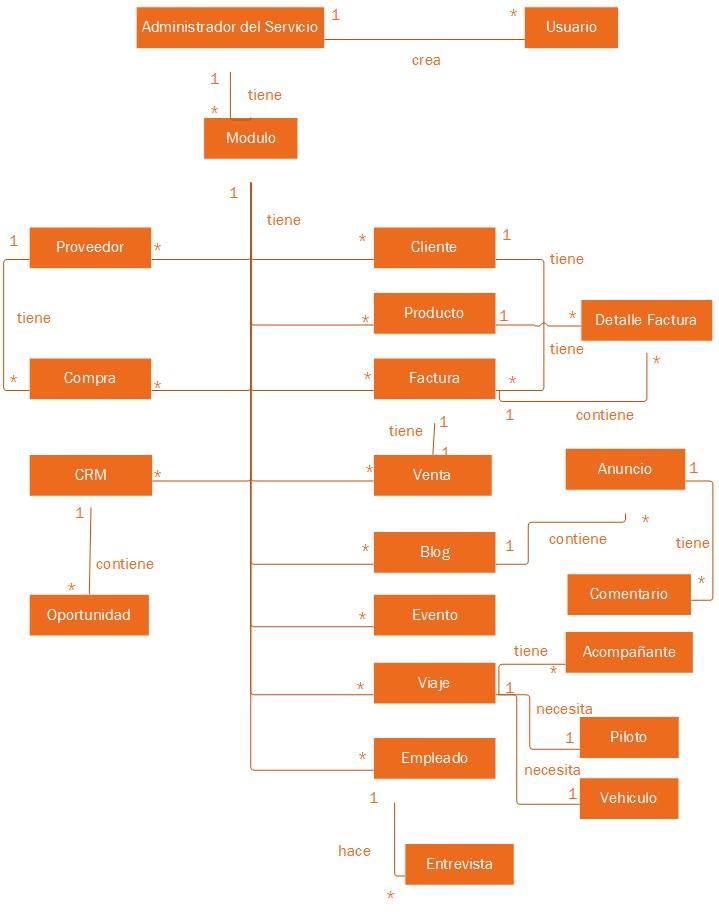 Administrador del Servicio
1
*
Usuario
crea
1
tiene
*
Modulo
1
tiene
1
Proveedor
*
*
Cliente
1
tiene
tiene
*
Producto
1
*
Detalle Factura
tiene
*
Compra
*
*
Factura
*
*
1
contiene
tiene
1
1
CRM
*
*
Venta
Anuncio
1
1
contiene
*
Oportunidad
*
Blog
1
contiene
*
tiene
*
Comentario
*
Evento
tiene
*
Acompañante
*
Viaje
1
necesita
1
Piloto
necesita
1
Vehiculo
*
Empleado
1
hace
*
Entrevista